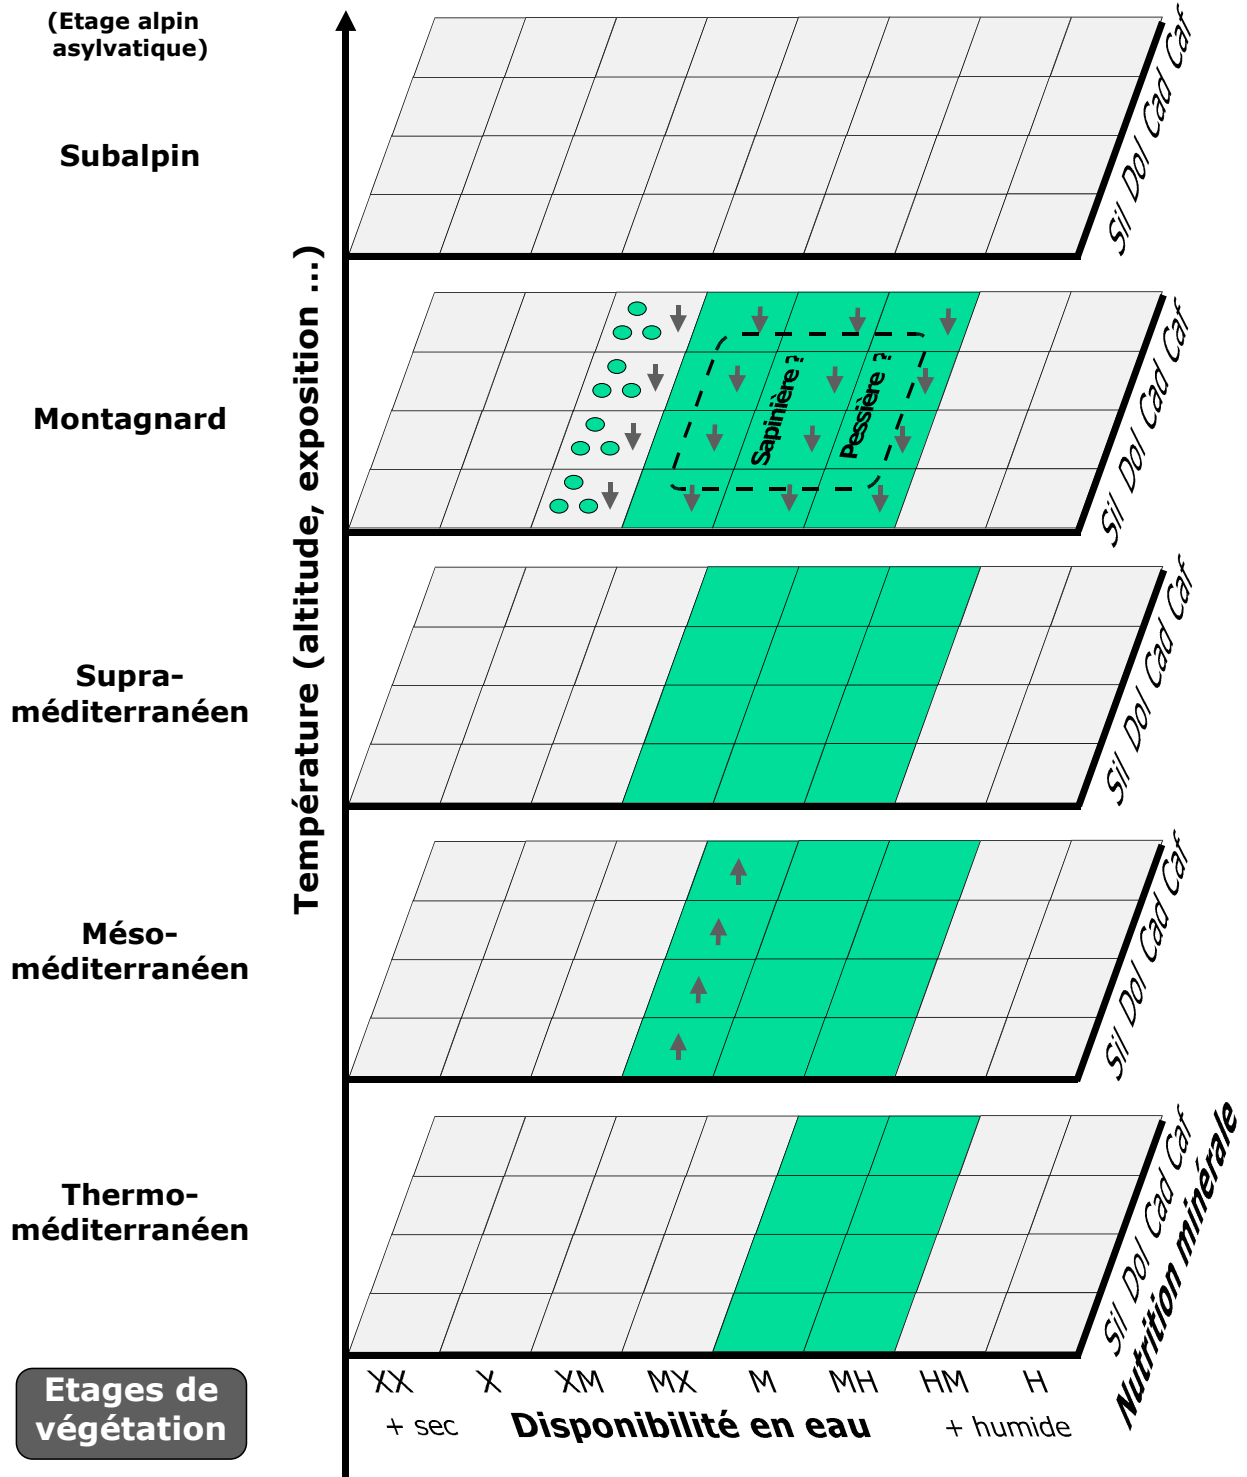 (Etage alpin
asylvatique)
Subalpin
Sil Dol Cad Caf
Température (altitude, exposition ...)
Montagnard
Sapinière ?
Pessière ?
Sil Dol Cad Caf
Supra-
méditerranéen
Sil Dol Cad Caf
Méso-
méditerranéen
Sil Dol Cad Caf
Thermo-
méditerranéen
Sil Dol Cad Caf
Nutrition minérale
XX X XM MX M MH HM H
+ sec Disponibilité en eau + humide
Etages de
végétation